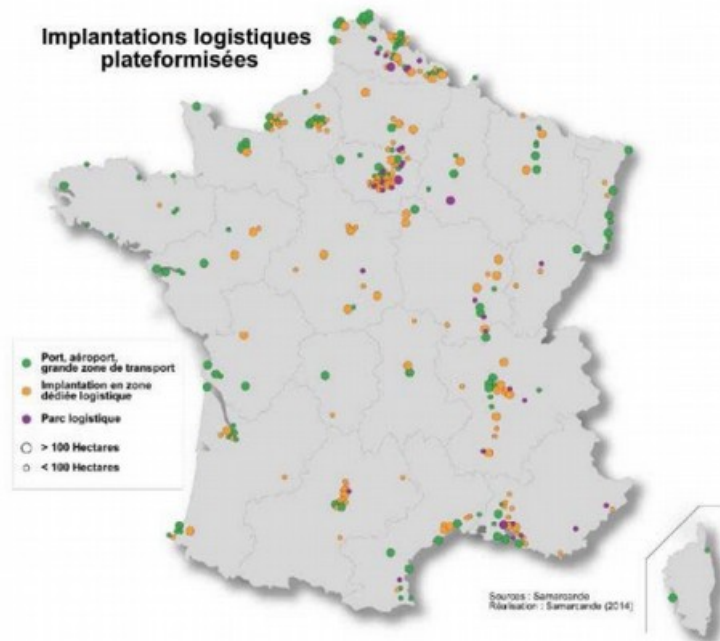 Implantations logistiques
plateformisées
Port, aéroport,
grande zone de transport
Implantation en zone
dédiée logistique
Parc logistique
> 100 Hectares
< 100 Hectares
Sources : Samarcande
Réalisation : Samarcande (2014)